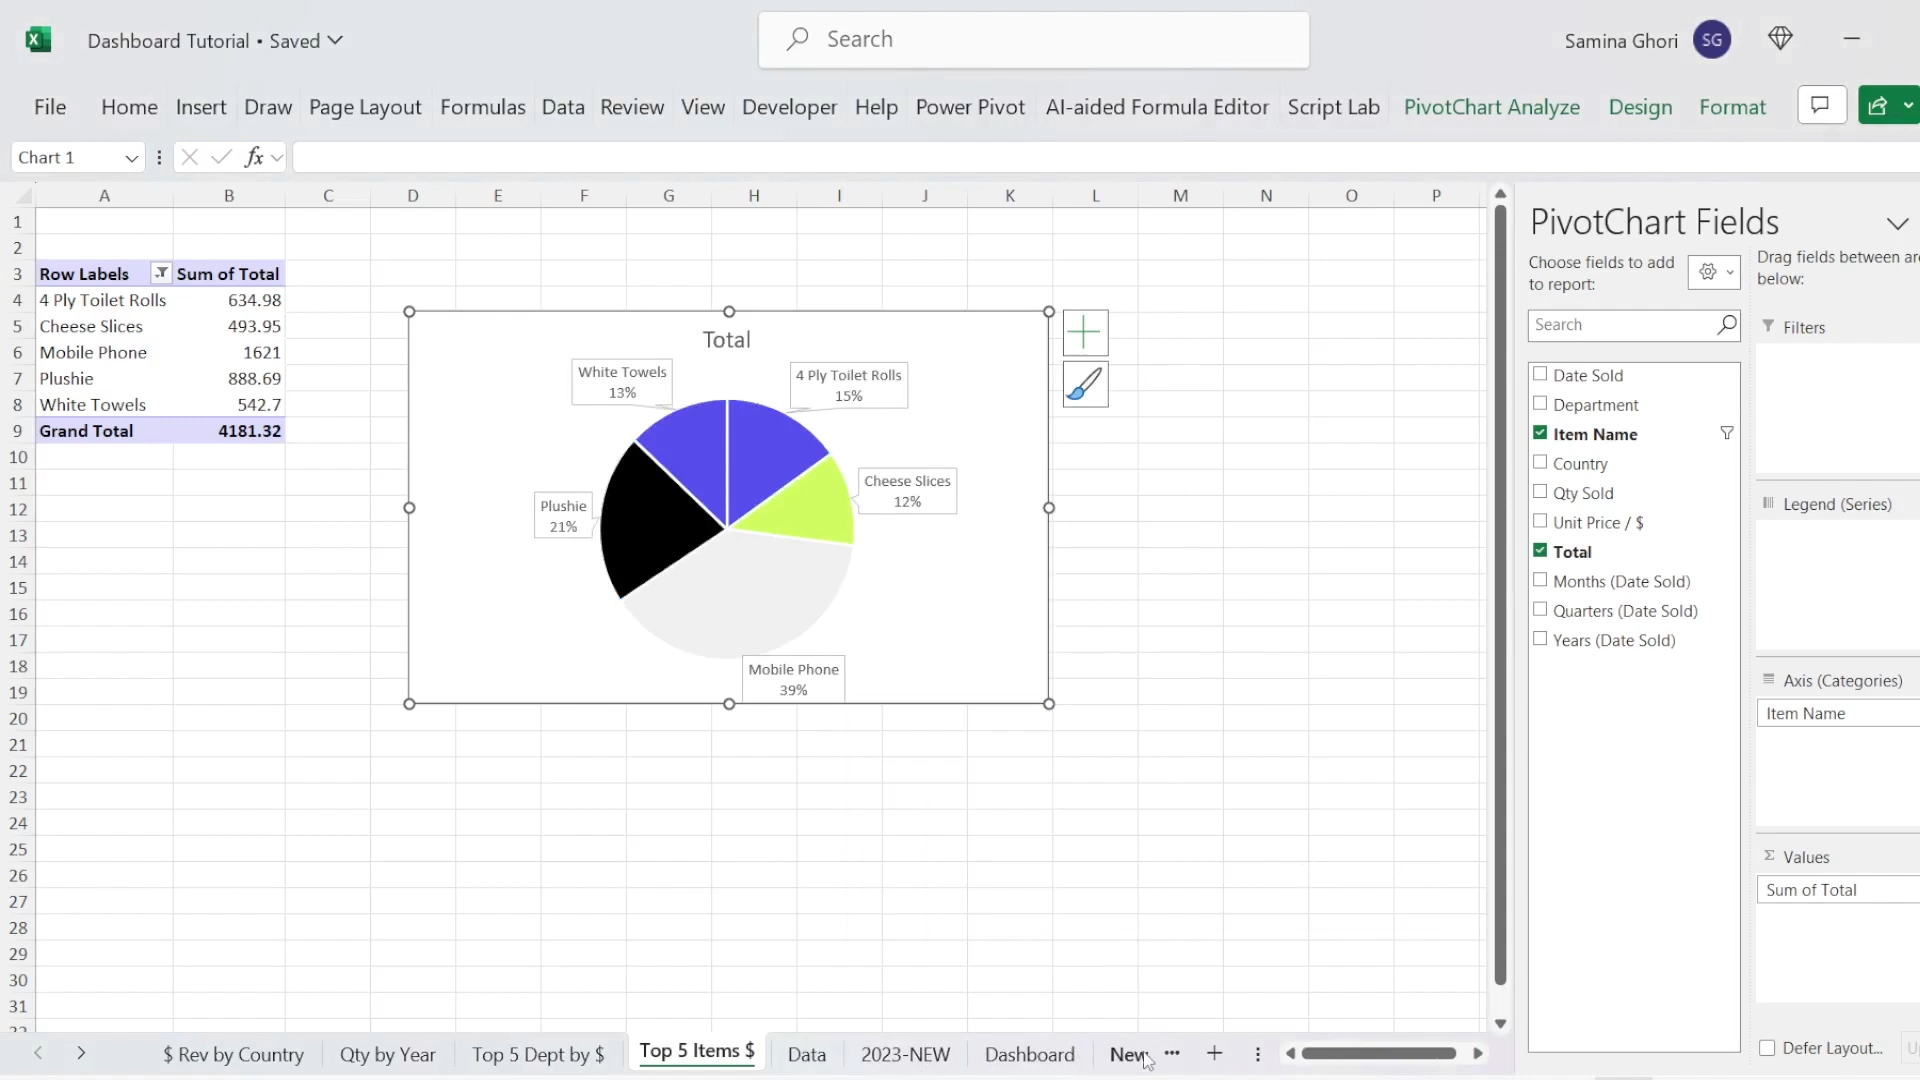 Dashboard Tutorial • Saved
Search
Samina Ghori
SG
File Home Insert Draw Page Layout Formulas Data Review View Developer Help Power Pivot AI-aided Formula Editor Script Lab PivotChart Analyze Design Format
Chart 1
fx
A B C D E F G H I J K L M N O P
1
2
3 Row Labels Sum of Total
4 4 Ply Toilet Rolls 634.98
5 Cheese Slices 493.95
6 Mobile Phone 1621
7 Plushie 888.69
8 White Towels 542.7
9 Grand Total 4181.32
10
11
12
13
14
15
16
17
18
19
20
21
22
23
24
25
26
27
28
29
30
31
32
Total
White Towels
13%
4 Ply Toilet Rolls
15%
Cheese Slices
12%
Plushie
21%
Mobile Phone
39%
PivotChart Fields
Choose fields to add
to report:
Search
Date Sold
Department
Item Name
Country
Qty Sold
Unit Price / $
Total
Months (Date Sold)
Quarters (Date Sold)
Years (Date Sold)
Drag fields between
below:
Filters
Legend (Series)
Axis (Categories)
Item Name
Σ Values
Sum of Total
Defer Layout...
$ Rev by Country Qty by Year Top 5 Dept by $ Top 5 Items $ Data 2023-NEW Dashboard New